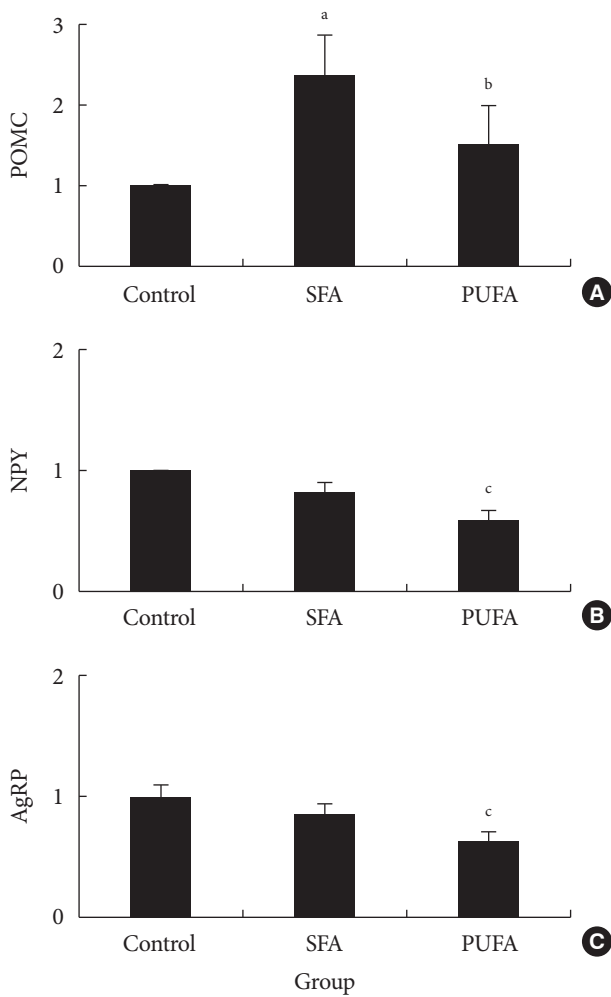 3
a
b
2
POMC
1
0
Control SFA PUFA
A
2
NPY
1
c
0
Control SFA PUFA
B
2
AgRP
1
c
0
Control SFA PUFA
C
Group